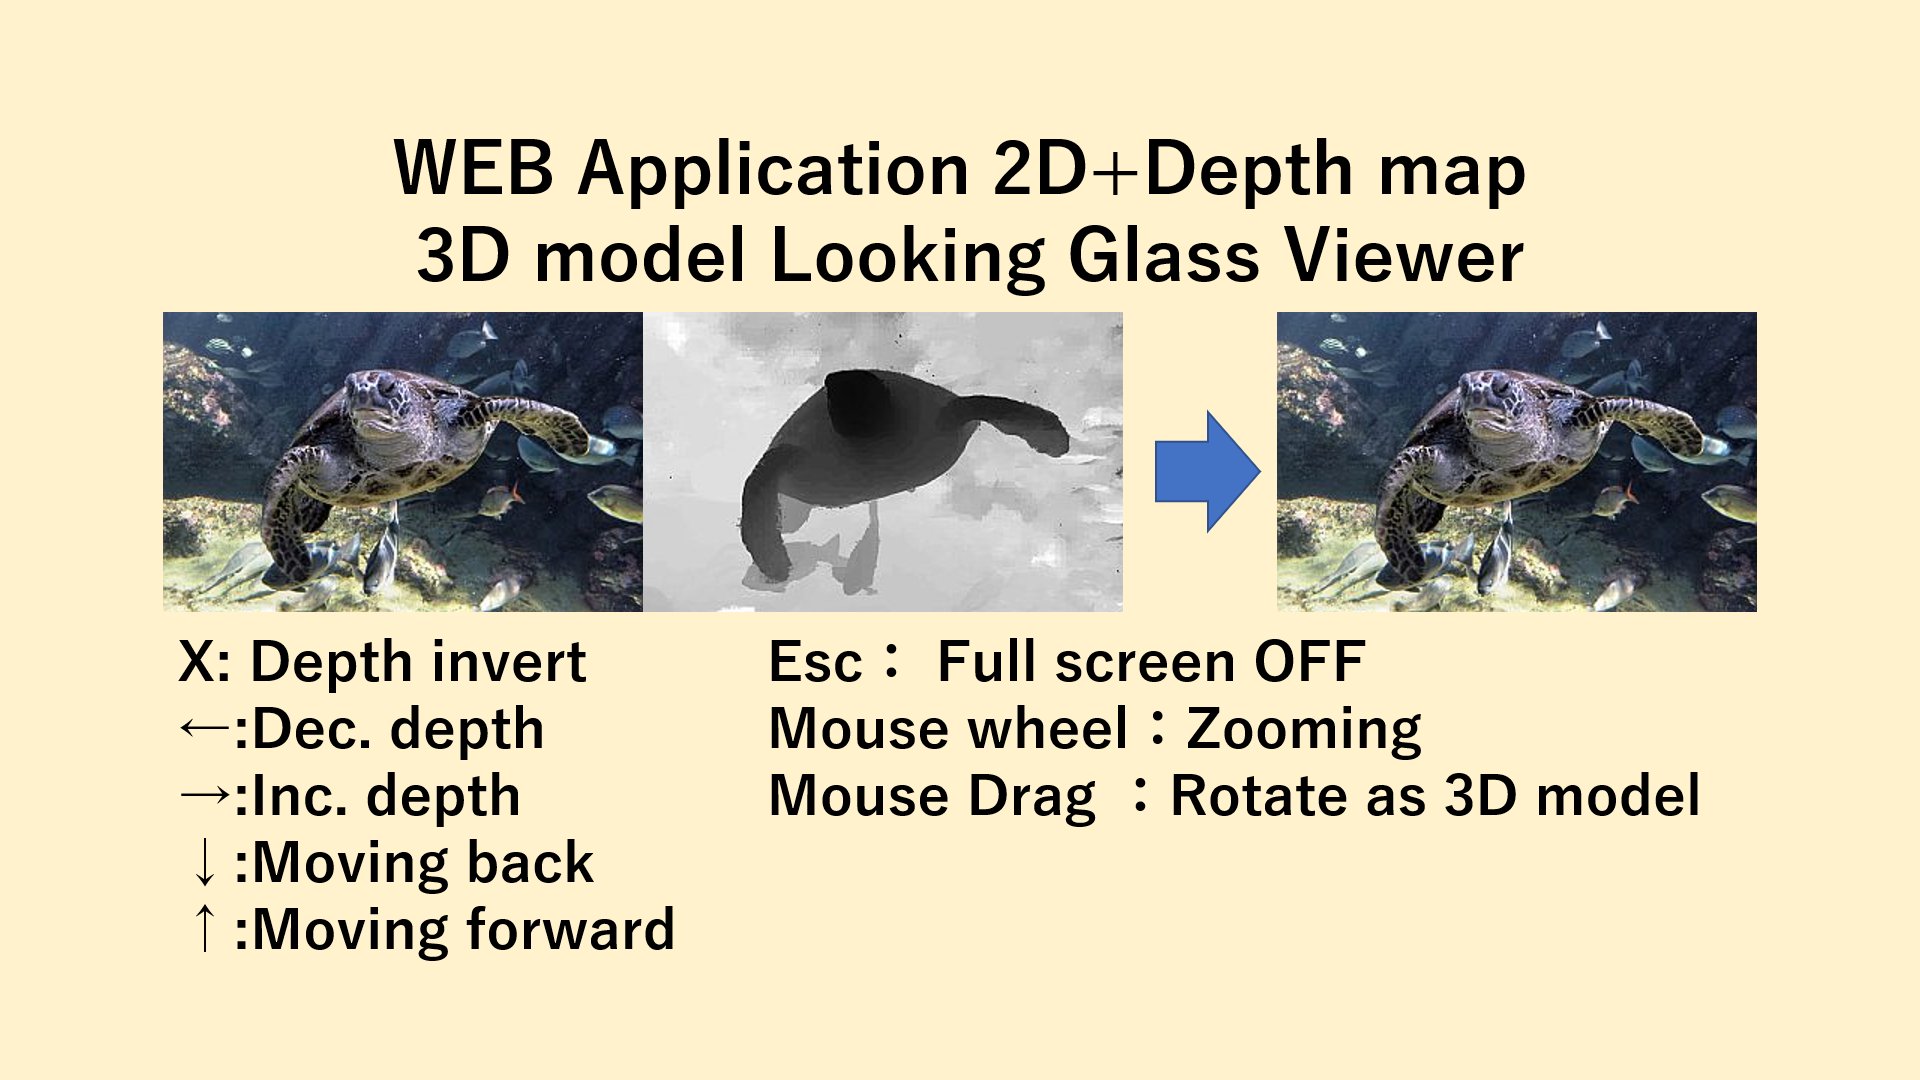 WEB Application 2D+Depth map
3D model Looking Glass Viewer
X: Depth invert
←:Dec. depth
→:Inc. depth
↓:Moving back
↑:Moving forward
Esc： Full screen OFF
Mouse wheel：Zooming
Mouse Drag ：Rotate as 3D model